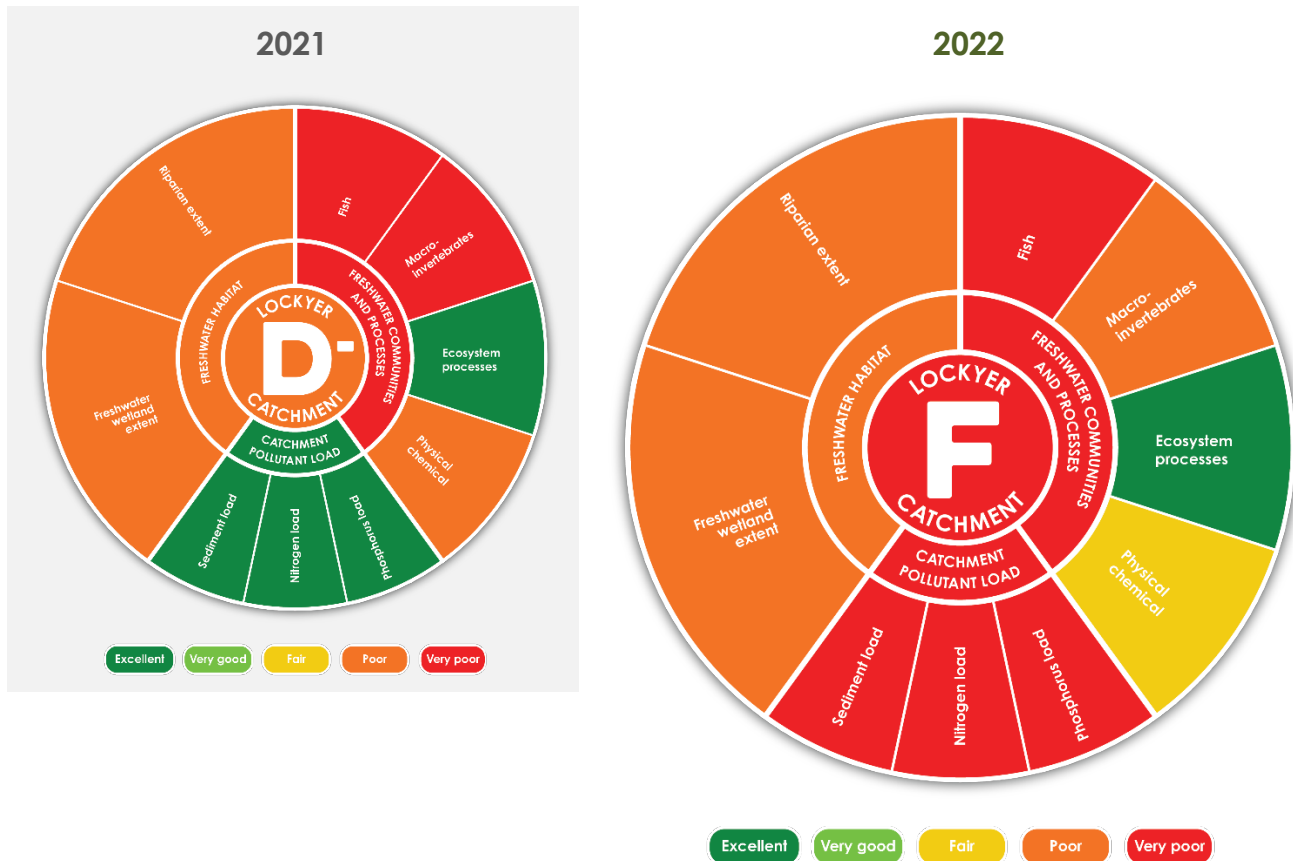 2021
Riparian extent
Fish
Macro-
invertebrates
Ecosystem
processes
Physical
chemical
Phosphorus load
Nitrogen load
Sediment load
Freshwater
wetland
extent
FRESHWATER HABITAT
FRESHWATER COMMUNITIES
AND PROCESSES
CATCHMENT
POLLUTANT LOAD
LOCKYER
D-
CATCHMENT
Excellent
Very good
Fair
Poor
Very poor
2022
Riparian extent
Fish
Macro-
invertebrates
Ecosystem
processes
Physical
chemical
Phosphorus load
Nitrogen load
Sediment load
Freshwater
wetland
extent
FRESHWATER HABITAT
FRESHWATER COMMUNITIES
AND PROCESSES
CATCHMENT
POLLUTANT LOAD
LOCKYER
F
CATCHMENT
Excellent
Very good
Fair
Poor
Very poor